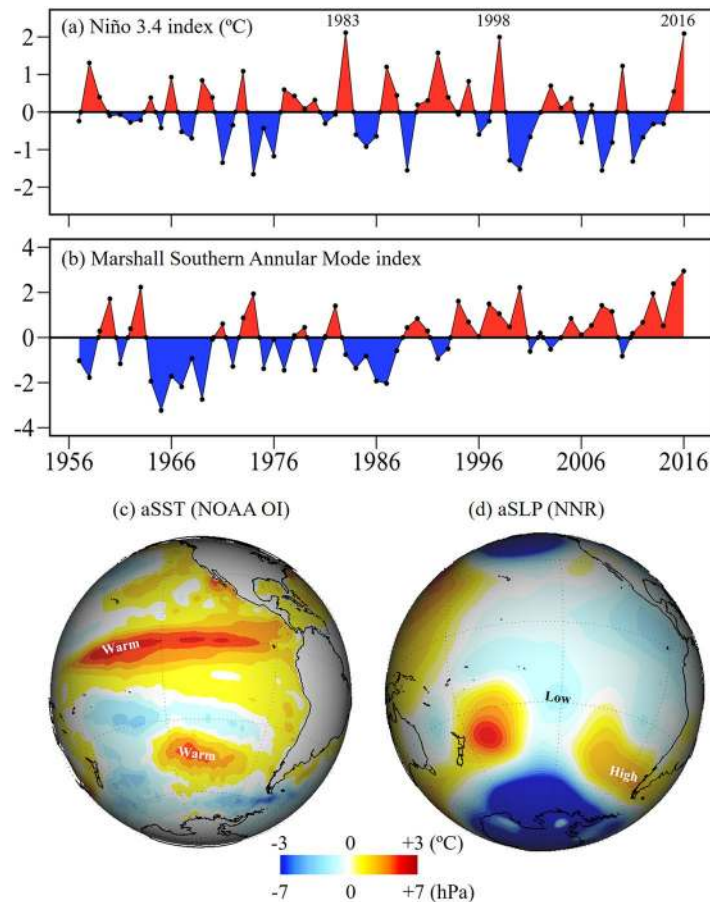 (a) Niño 3.4 index (ºC)
1983
1998
2016
2
1
0
-1
-2
(b) Marshall Southern Annular Mode index
4
2
0
-2
-4
1956
1966
1976
1986
1996
2006
2016
(c) aSST (NOAA OI)
(d) aSLP (NNR)
Warm
Warm
Low
High
-3 0 +3 (ºC)
-7 0 +7 (hPa)